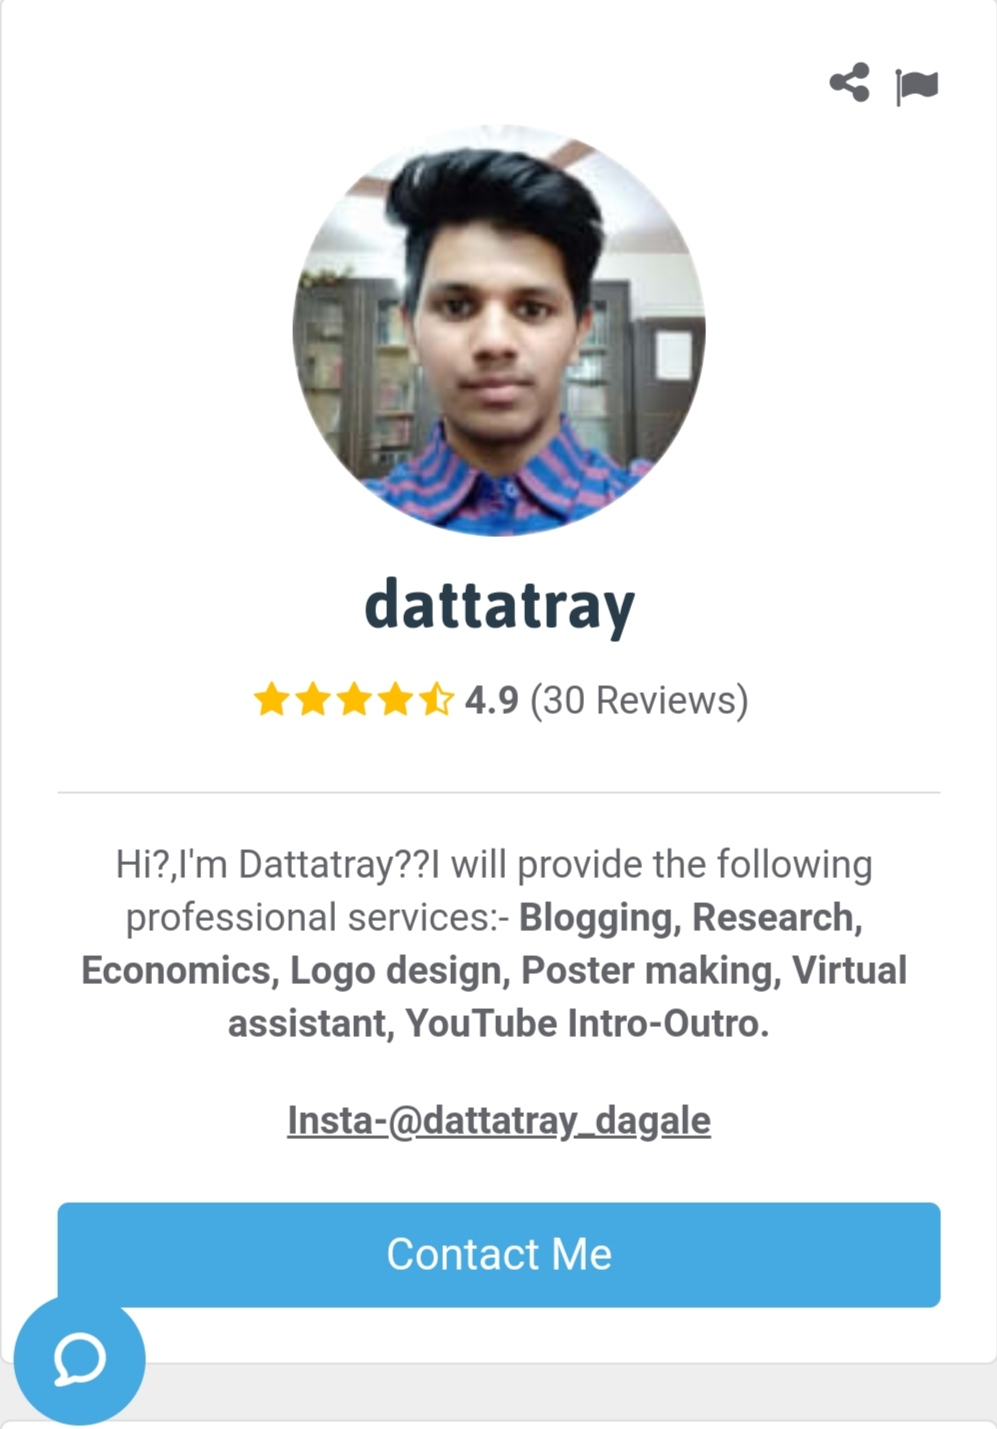 dattatray
4.9 (30 Reviews)
Hi?,I'm Dattatray??I will provide the following
professional services:- Blogging, Research,
Economics, Logo design, Poster making, Virtual
assistant, YouTube Intro-Outro.
Insta-@dattatray_dagale
Contact Me